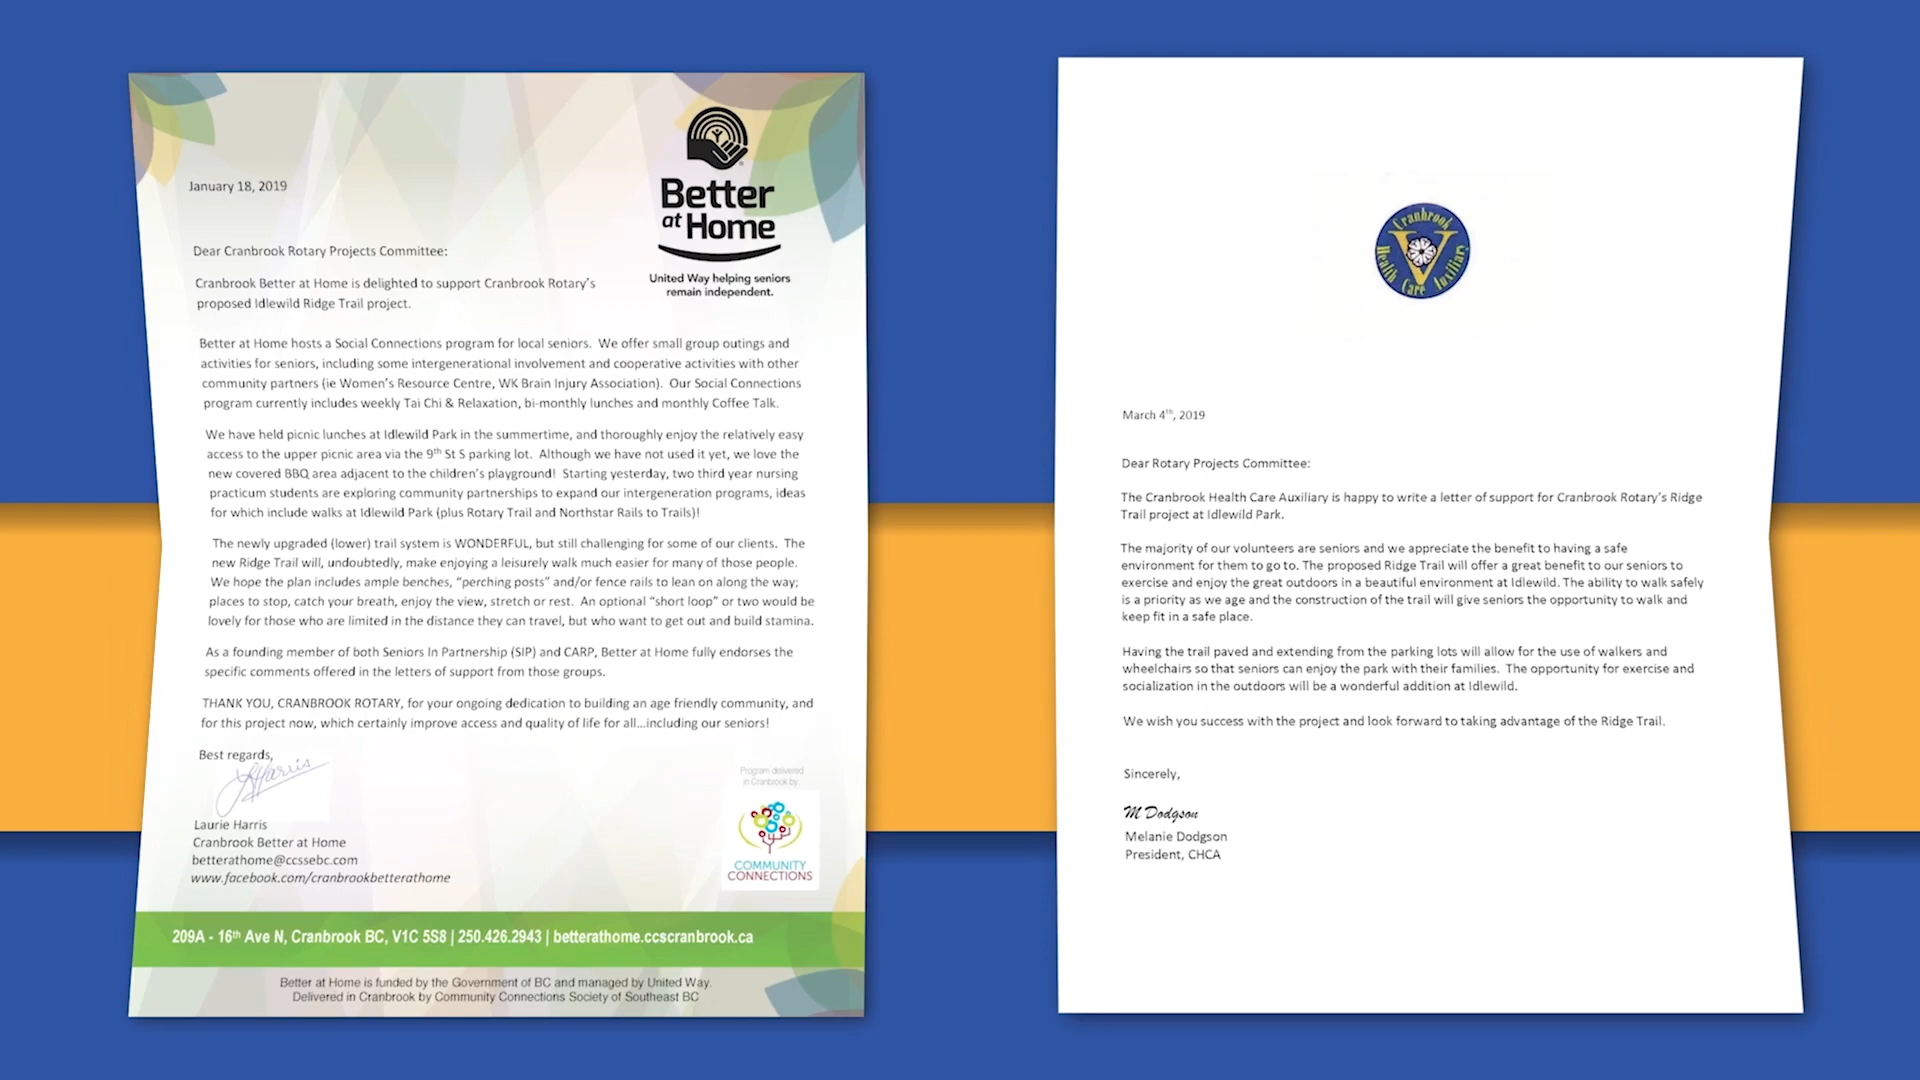 January 18, 2019
Better
at Home
United Way helping seniors
remain independent.
Dear Cranbrook Rotary Projects Committee:
Cranbrook Better at Home is delighted to support Cranbrook Rotary's
proposed Idlewild Ridge Trail project.
Better at Home hosts a Social Connections program for local seniors. We offer small group outings and
activities for seniors, including some intergenerational involvement and cooperative activities with other
community partners (ie Women's Resource Centre, WK Brain Injury Association). Our Social Connections
program currently includes weekly Tai Chi & Relaxation, bi-monthly lunches and monthly Coffee Talk.
We have held picnic lunches at Idlewild Park in the summertime, and thoroughly enjoy the relatively easy
access to the upper picnic area via the 9th St S parking lot. Although we have not used it yet, we love the
new covered BBQ area adjacent to the children's playground! Starting yesterday, two third year nursing
practicum students are exploring community partnerships to expand our intergeneration programs, ideas
for which include walks at Idlewild Park (plus Rotary Trail and Northstar Rails to Trails)!
The newly upgraded (lower) trail system is WONDERFUL, but still challenging for some of our clients. The
new Ridge Trail will, undoubtedly, make enjoying a leisurely walk much easier for many of those people.
We hope the plan includes ample benches, "perching posts" and/or fence rails to lean on along the way;
places to stop, catch your breath, enjoy the view, stretch or rest. An optional "short loop" or two would be
lovely for those who are limited in the distance they can travel, but who want to get out and build stamina.
As a founding member of both Seniors In Partnership (SIP) and CARP, Better at Home fully endorses the
specific comments offered in the letters of support from those groups.
THANK YOU, CRANBROOK ROTARY, for your ongoing dedication to building an age friendly community, and
for this project now, which certainly improve access and quality of life for all...including our seniors!
Best regards,
LHarris
Laurie Harris
Cranbrook Better at Home
betterathome@ccssebc.com
www.facebook.com/cranbrookbetterathome
Program delivered
in Cranbrook by:
COMMUNITY
CONNECTIONS
209A - 16th Ave N, Cranbrook BC, V1C 5S8 | 250.426.2943 | betterathome.ccscranbrook.ca
Better at Home is funded by the Government of BC and managed by United Way.
Delivered in Cranbrook by Community Connections Society of Southeast BC
Cranbrook
Health Care Auxiliary
V
March 4th, 2019
Dear Rotary Projects Committee:
The Cranbrook Health Care Auxiliary is happy to write a letter of support for Cranbrook Rotary's Ridge
Trail project at Idlewild Park.
The majority of our volunteers are seniors and we appreciate the benefit to having a safe
environment for them to go to. The proposed Ridge Trail will offer a great benefit to our seniors to
exercise and enjoy the great outdoors in a beautiful environment at Idlewild. The ability to walk safely
is a priority as we age and the construction of the trail will give seniors the opportunity to walk and
keep fit in a safe place.
Having the trail paved and extending from the parking lots will allow for the use of walkers and
wheelchairs so that seniors can enjoy the park with their families. The opportunity for exercise and
socialization in the outdoors will be a wonderful addition at Idlewild.
We wish you success with the project and look forward to taking advantage of the Ridge Trail.
Sincerely,
M Dodgson
Melanie Dodgson
President, CHCA